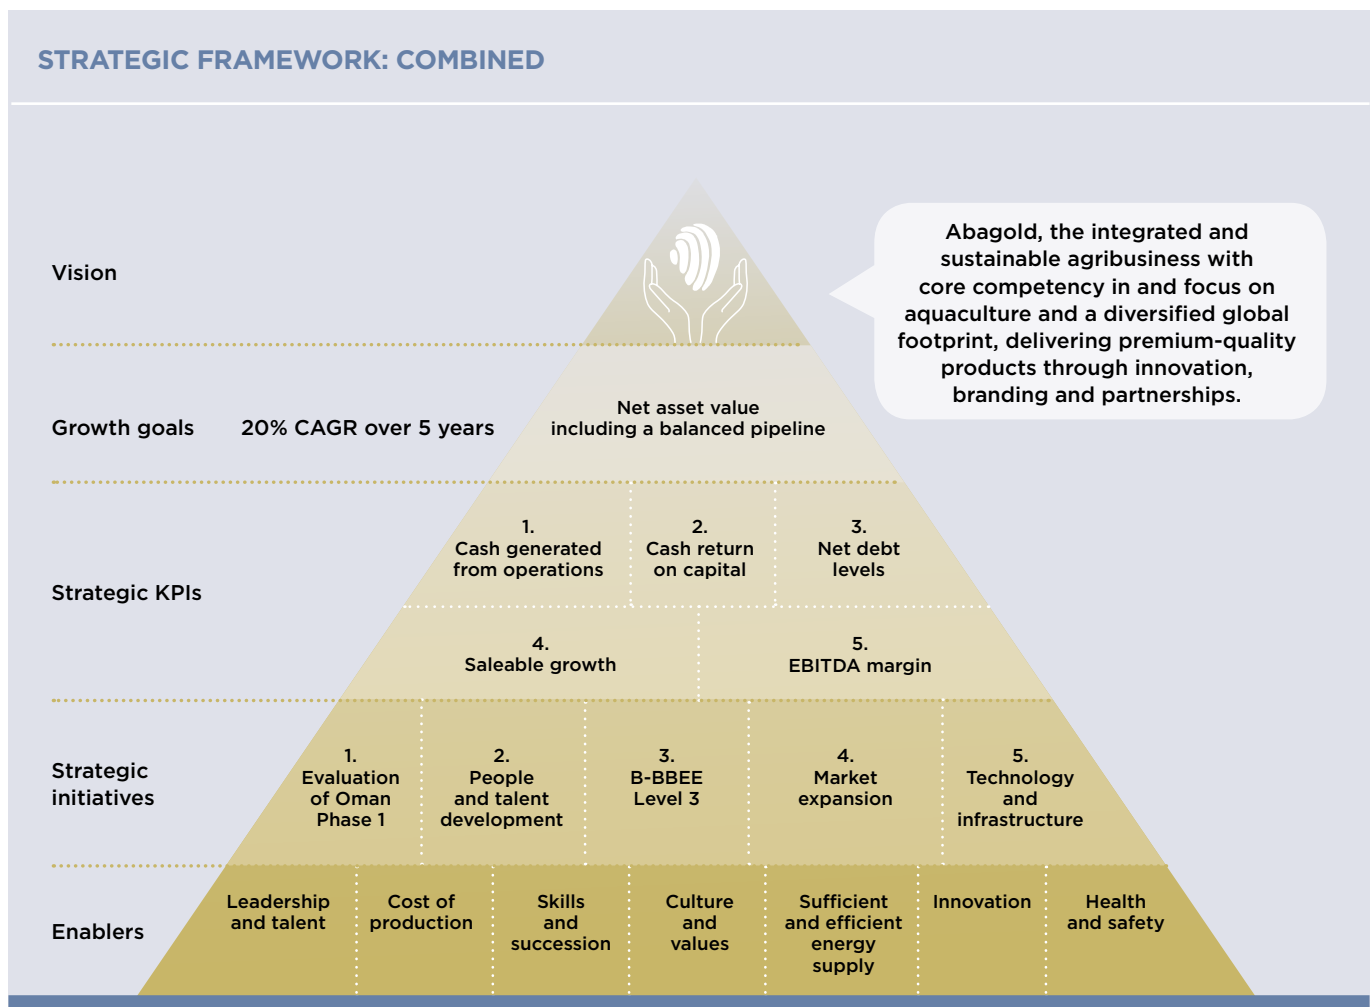 STRATEGIC FRAMEWORK: COMBINED
Vision
Abagold, the integrated and
sustainable agribusiness with
core competency in and focus on
aquaculture and a diversified global
footprint, delivering premium-quality
products through innovation,
branding and partnerships.
Growth goals
20% CAGR over 5 years
Net asset value
including a balanced pipeline
Strategic KPIs
1.
Cash generated
from operations
2.
Cash return
on capital
3.
Net debt
levels
4.
Saleable growth
5.
EBITDA margin
Strategic
initiatives
1.
Evaluation
of Oman
Phase 1
2.
People
and talent
development
3.
B-BBEE
Level 3
4.
Market
expansion
5.
Technology
and
infrastructure
Enablers
Leadership
and talent
Cost of
production
Skills
and
succession
Culture
and
values
Sufficient
and efficient
energy
supply
Innovation
Health
and safety